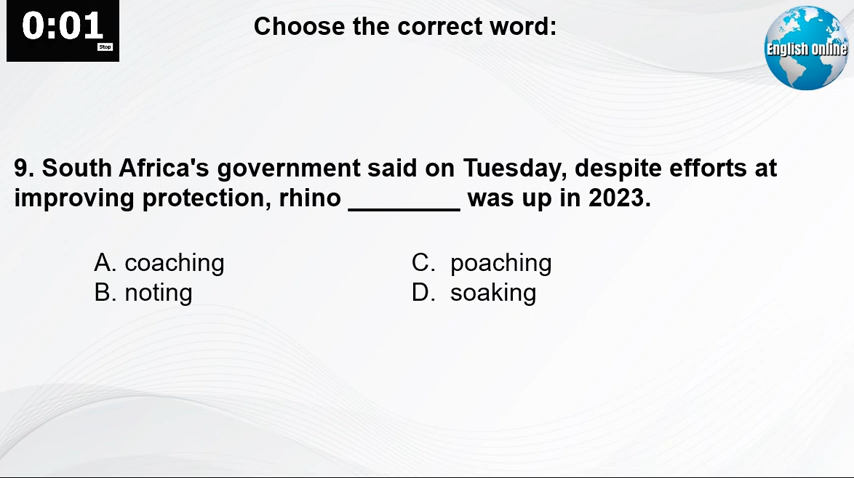 0:01
Stop
Choose the correct word:
English Online
9. South Africa's government said on Tuesday, despite efforts at
improving protection, rhino ________ was up in 2023.
A. coaching
B. noting
C. poaching
D. soaking